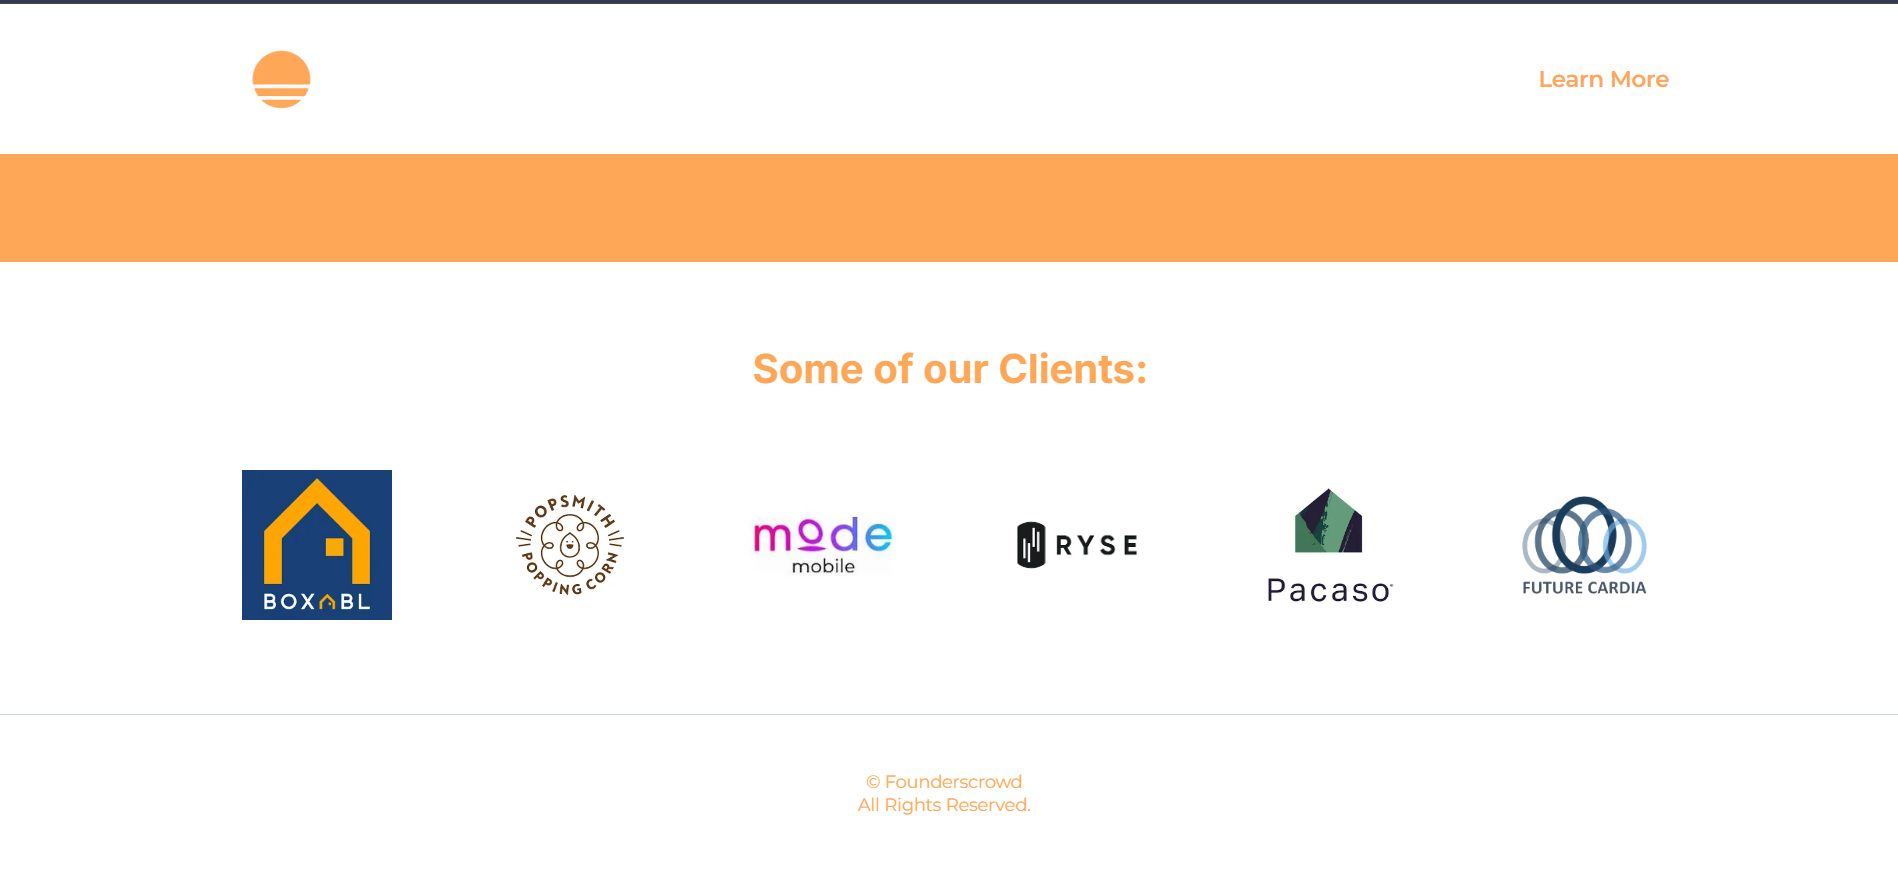 Learn More
Some of our Clients:
BOXABL
POPSMITH
POPPING CORN
mode
mobile
RYSE
Pacaso
FUTURE CARDIA
© Founderscrowd
All Rights Reserved.